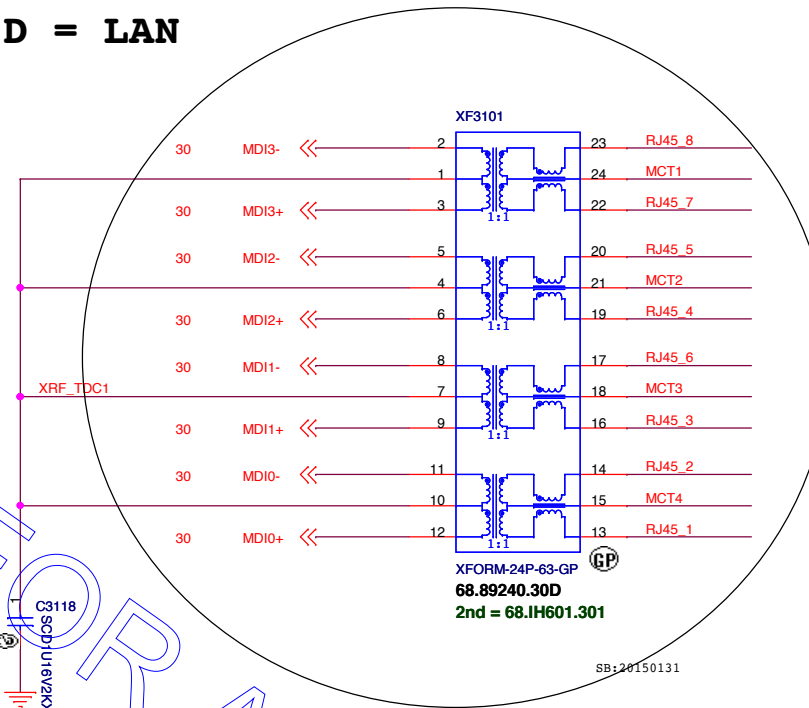 D = LAN
XF3101
30 MDI3- 2 23 RJ45_8
1 24 MCT1
30 MDI3+ 3 22 RJ45_7
1:1
30 MDI2- 5 20 RJ45_5
4 21 MCT2
30 MDI2+ 6 19 RJ45_4
1:1
30 MDI1- 8 17 RJ45_6
XRF_TDC1 7 18 MCT3
30 MDI1+ 9 16 RJ45_3
1:1
30 MDI0- 11 14 RJ45_2
10 15 MCT4
30 MDI0+ 12 13 RJ45_1
1:1
GP
XFORM-24P-63-GP
68.89240.30D
2nd = 68.IH601.301
1
C3118
SCD1U16V2KX
SB:20150131